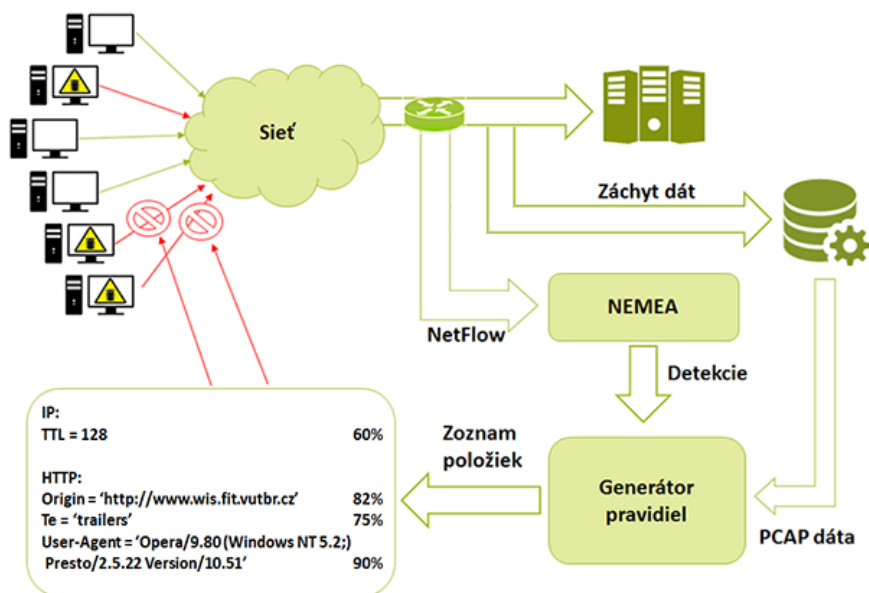 Sieť
Záchyt dát
NEMEA
NetFlow
Detekcie
Zoznam
položiek
Generátor
pravidiel
PCAP dáta
IP:
TTL = 128 60%
HTTP:
Origin = ‘http://www.wis.fit.vutbr.cz’ 82%
Te = ‘trailers’ 75%
User-Agent = ‘Opera/9.80 (Windows NT 5.2;)
Presto/2.5.22 Version/10.51’ 90%